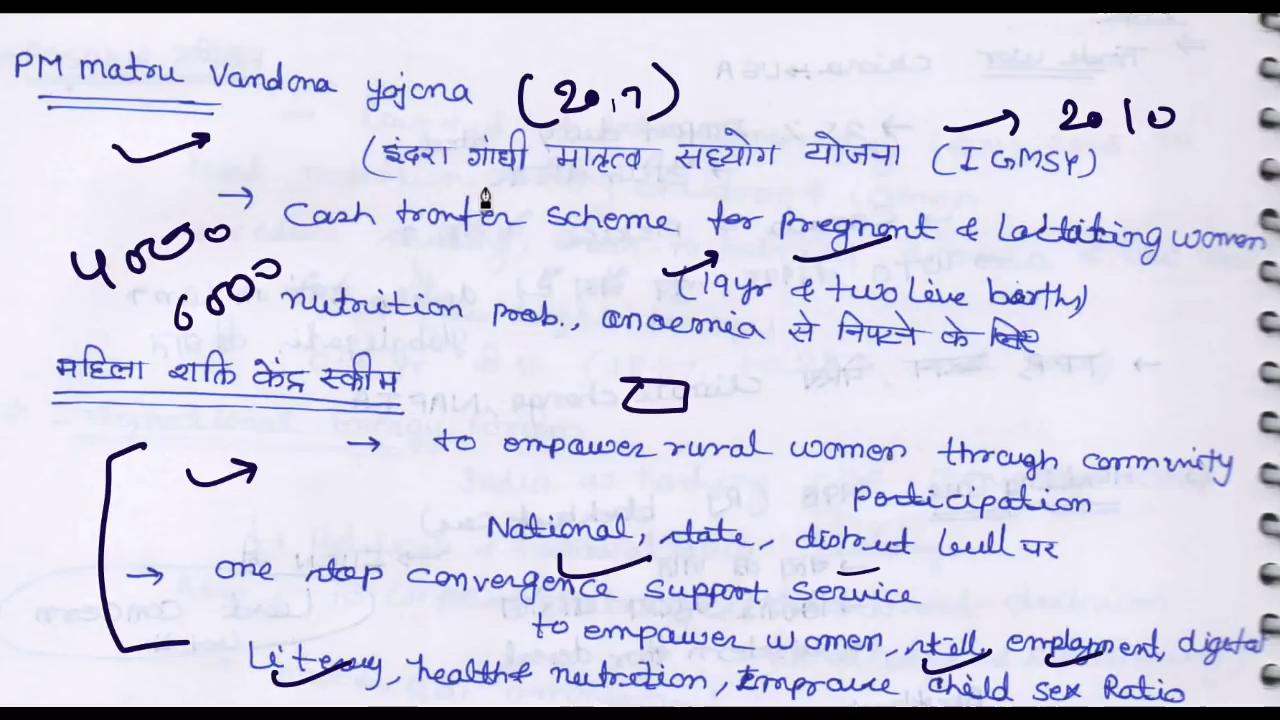 PM Matru Vandana Yojana (2017)
→ 2010
(इंदरा गांधी मातृत्व सहयोग योजना (IGMSY)
→ Cash tranfer scheme for pregnent & Lactating women
4000
(19yr & two live births)
6000
nutrition prob., anaemia से निपटने के लिए
महिला शक्ति केंद्र स्कीम
→ to empower rural women through community
participation
National, state, district level पर
→ one stop convergence support service
to empower women, skill, employment, digital
Literacy, health & nutrition, Improve child sex Ratio